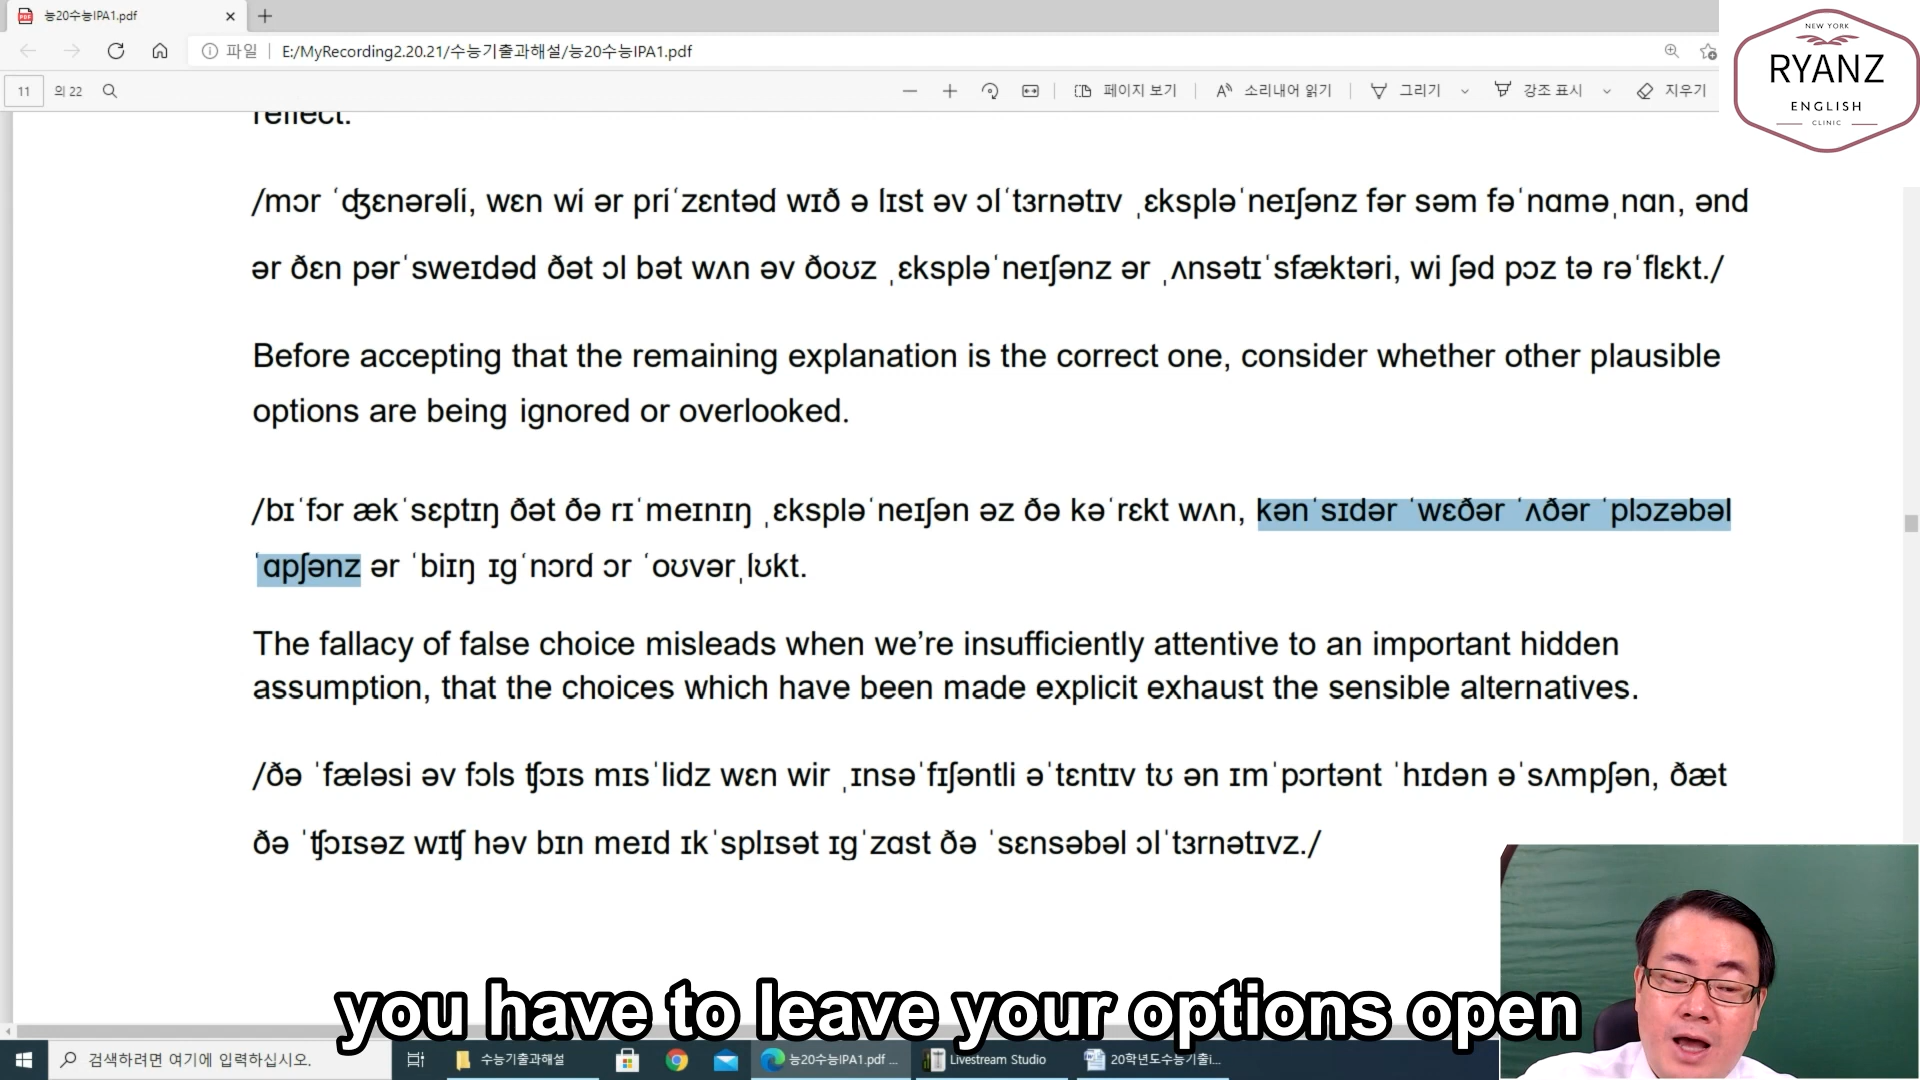 능20수능IPA1.pdf
파일 E:/MyRecording2.20.21/수능기출과해설/능20수능IPA1.pdf
NEW YORK
RYANZ
ENGLISH
CLINIC
11 의 22 페이지 보기 소리내어 읽기 그리기 강조 표시 지우기
reflect.
/mɔr ˈʤɛnərəli, wɛn wi ər priˈzɛntəd wɪð ə lɪst əv ɔlˈtɜrnətɪv ˌɛkspləˈneɪʃənz fər səm fəˈnɑməˌnɑn, ənd
ər ðɛn pərˈsweɪdəd ðət ɔl bət wʌn əv ðoʊz ˌɛkspləˈneɪʃənz ər ˌʌnsətɪˈsfæktəri, wi ʃəd pɔz tə rəˈflɛkt./
Before accepting that the remaining explanation is the correct one, consider whether other plausible
options are being ignored or overlooked.
/bɪˈfɔr ækˈsɛptɪŋ ðət ðə rɪˈmeɪnɪŋ ˌɛkspləˈneɪʃən əz ðə kəˈrɛkt wʌn, kənˈsɪdər ˈwɛðər ˈʌðər ˈplɔzəbəl
ˈɑpʃənz ər ˈbiɪŋ ɪgˈnɔrd ɔr ˈoʊvərˌlʊkt.
The fallacy of false choice misleads when we’re insufficiently attentive to an important hidden
assumption, that the choices which have been made explicit exhaust the sensible alternatives.
/ðə ˈfæləsi əv fɔls ʧɔɪs mɪsˈlidz wɛn wir ˌɪnsəˈfɪʃəntli əˈtɛntɪv tʊ ən ɪmˈpɔrtənt ˈhɪdən əˈsʌmpʃən, ðæt
ðə ˈʧɔɪsəz wɪʧ həv bɪn meɪd ɪkˈsplɪsət ɪgˈzɑst ðə ˈsɛnsəbəl ɔlˈtɜrnətɪvz./
you have to leave your options open
검색하려면 여기에 입력하십시오. 수능기출과해설 능20수능IPA1.pdf ... Livestream Studio 20학년도수능기출i...